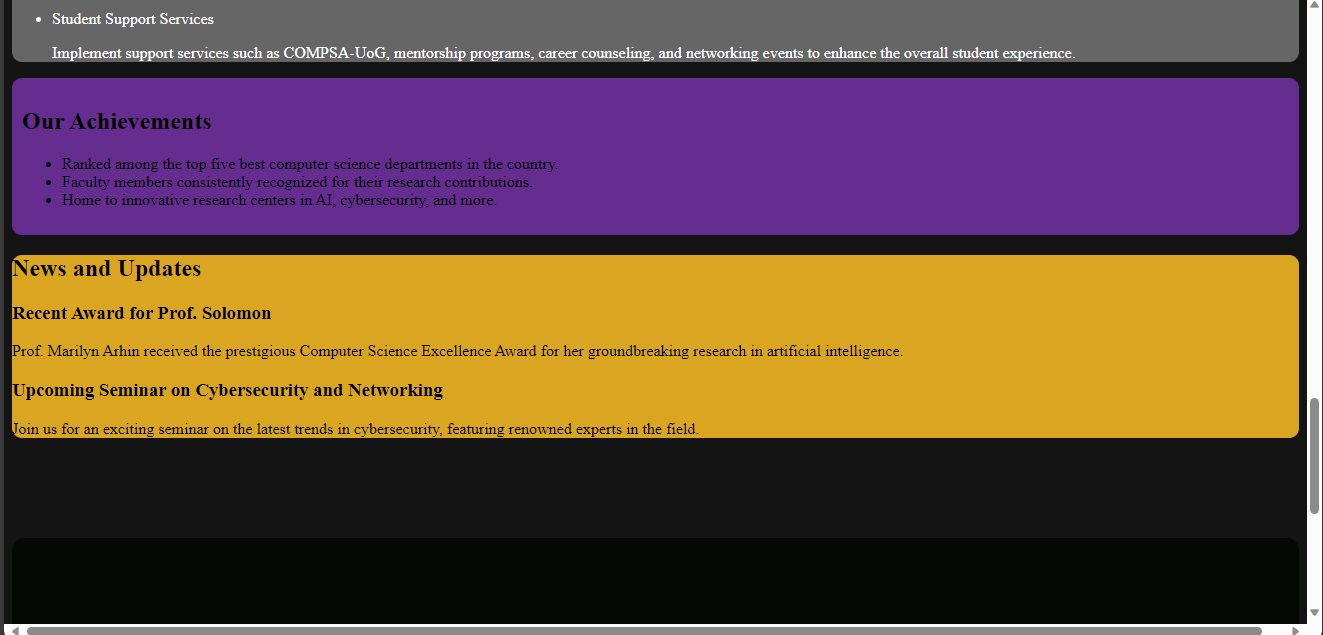 Student Support Services
Implement support services such as COMPSA-UoG, mentorship programs, career counseling, and networking events to enhance the overall student experience.
Our Achievements
Ranked among the top five best computer science departments in the country.
Faculty members consistently recognized for their research contributions.
Home to innovative research centers in AI, cybersecurity, and more.
News and Updates
Recent Award for Prof. Solomon
Prof. Marilyn Arhin received the prestigious Computer Science Excellence Award for her groundbreaking research in artificial intelligence.
Upcoming Seminar on Cybersecurity and Networking
Join us for an exciting seminar on the latest trends in cybersecurity, featuring renowned experts in the field.